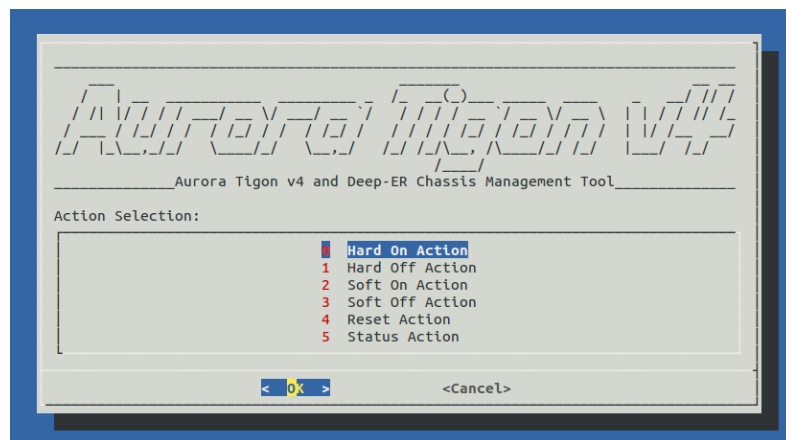 Aurora Tigon v4
Aurora Tigon v4 and Deep-ER Chassis Management Tool
Action Selection:
0 Hard On Action
1 Hard Off Action
2 Soft On Action
3 Soft Off Action
4 Reset Action
5 Status Action
< OK > <Cancel>